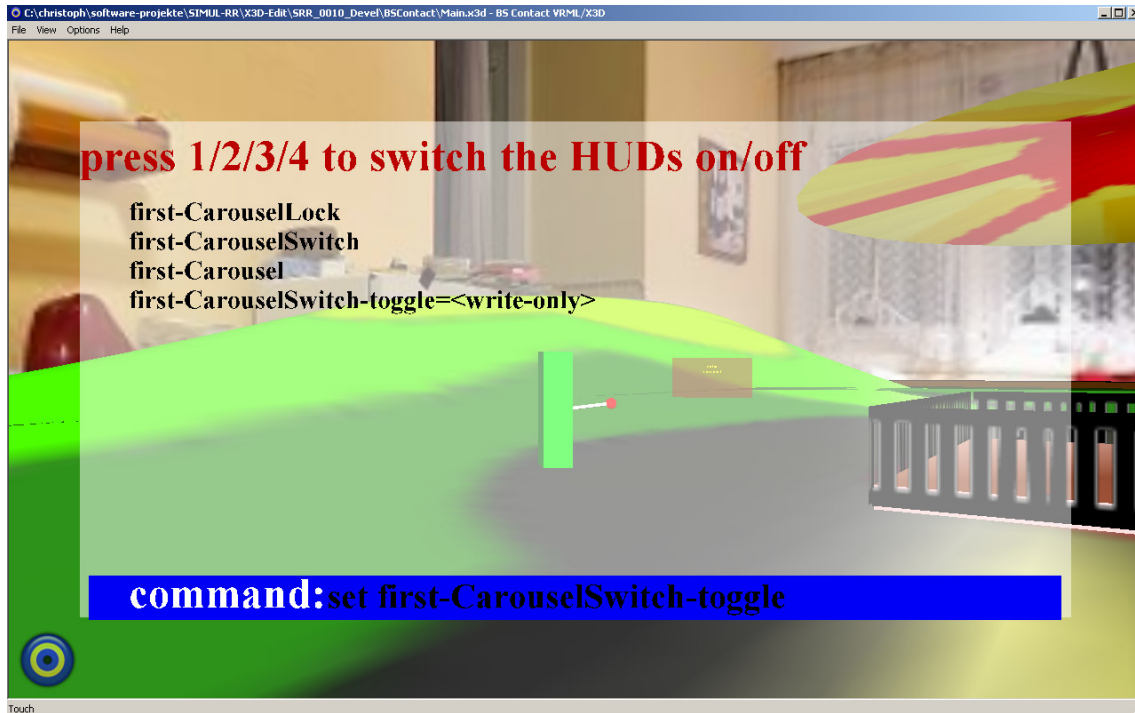 C:\christoph\software-projekte\SIMUL-RR\X3D-Edit\SRR_0010_Devel\BSContact\Main.x3d - BS Contact VRML/X3D
File View Options Help
press 1/2/3/4 to switch the HUDs on/off
first-CarouselLock
first-CarouselSwitch
first-Carousel
first-CarouselSwitch-toggle=<write-only>
command:set first-CarouselSwitch-toggle
Touch